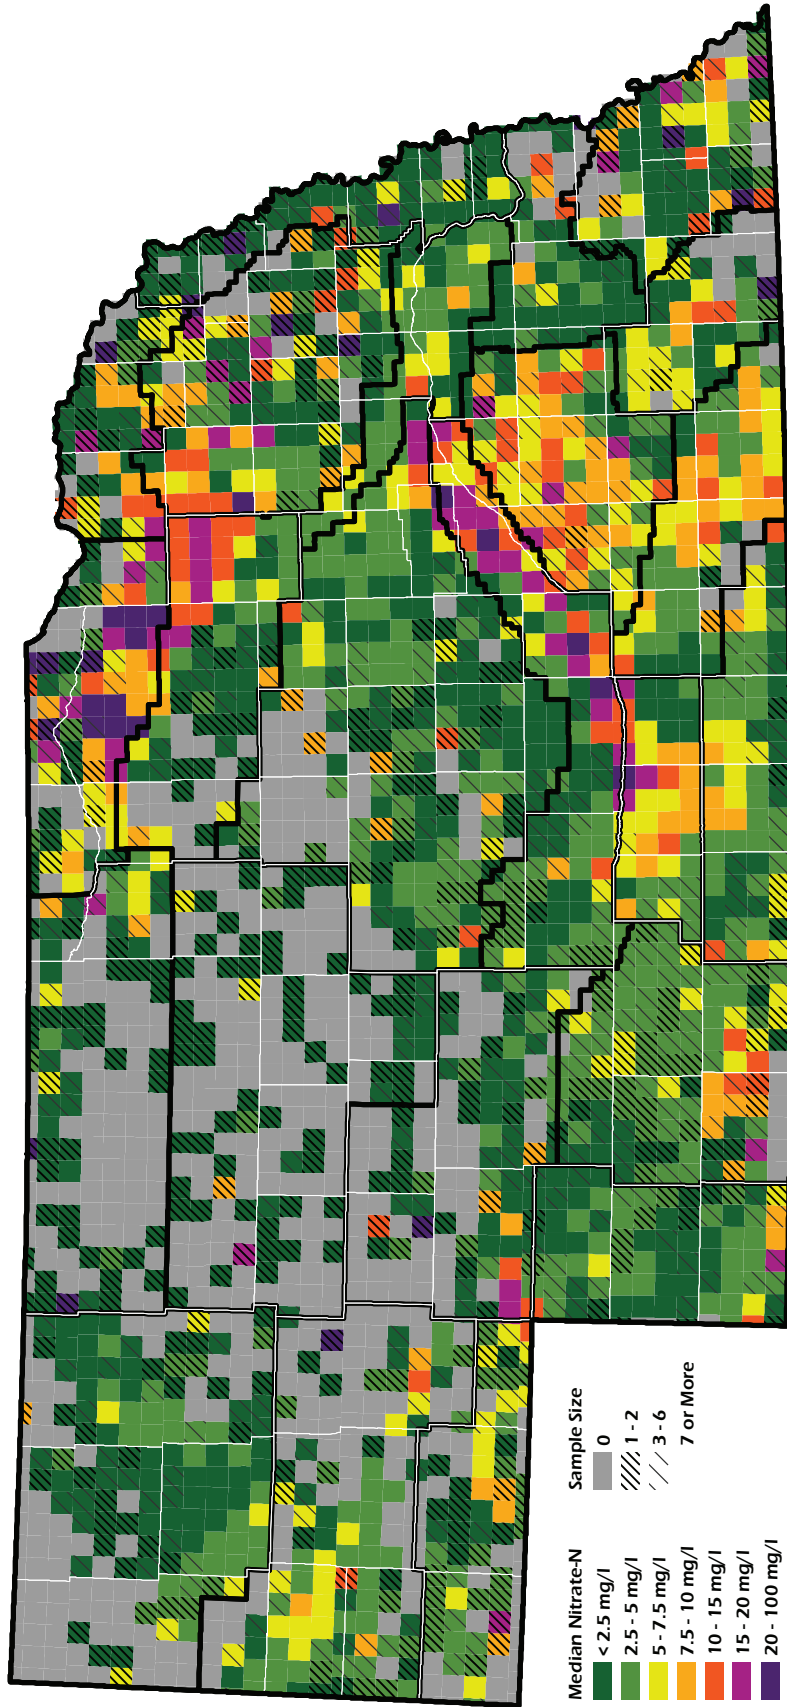 Median Nitrate-N
< 2.5 mg/l
2.5 - 5 mg/l
5 - 7.5 mg/l
7.5 - 10 mg/l
10 - 15 mg/l
15 - 20 mg/l
20 - 100 mg/l
Sample Size
0
1 - 2
3 - 6
7 or More